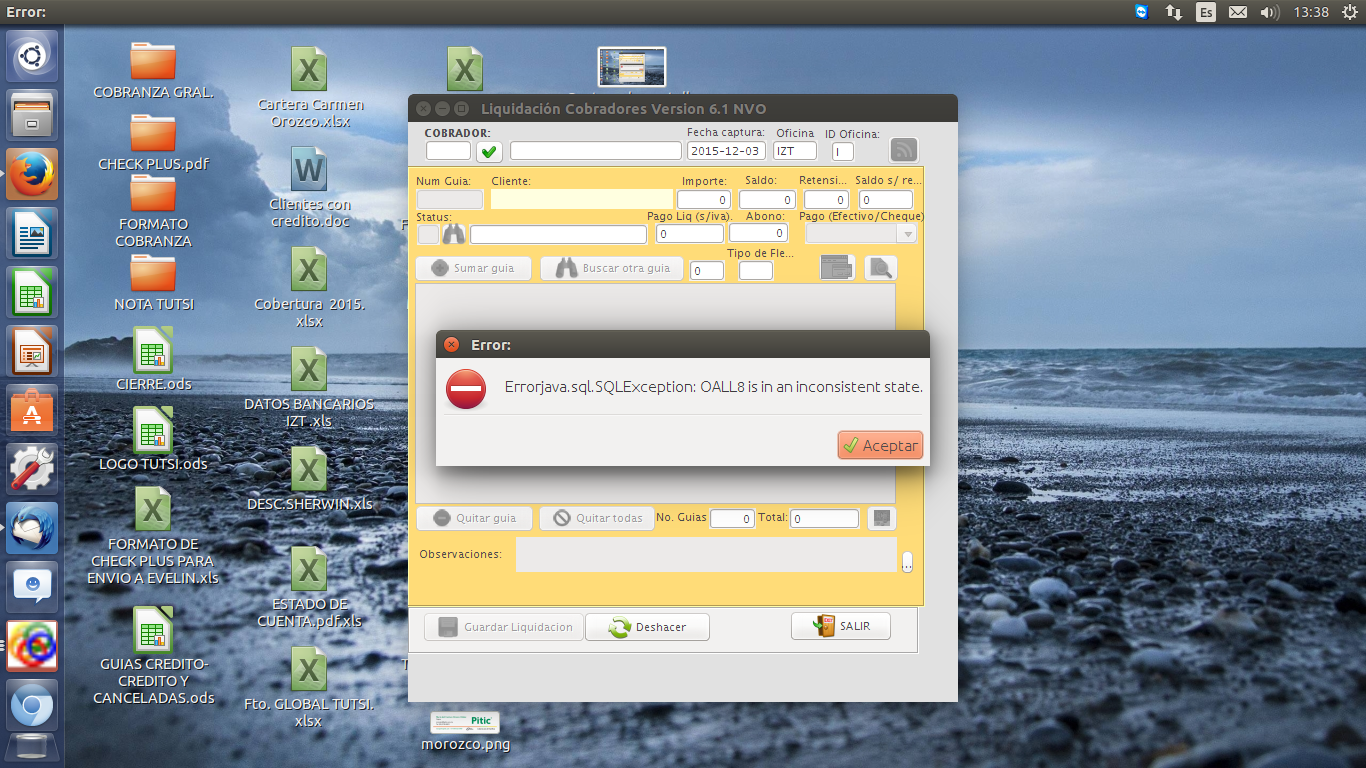 Error:
Es
13:38
COBRANZA GRAL.
CHECK PLUS.pdf
FORMATO
COBRANZA
NOTA TUTSI
CIERRE.ods
LOGO TUTSI.ods
FORMATO DE
CHECK PLUS PARA
ENVIO A EVELIN.xls
GUIAS CREDITO-
CREDITO Y
CANCELADAS.ods
Cartera Carmen
Orozco.xlsx
Clientes con
credito.doc
Cobertura 2015.
xlsx
DATOS BANCARIOS
IZT .xls
DESC.SHERWIN.xls
ESTADO DE
CUENTA.pdf.xls
Fto. GLOBAL TUTSI.
xlsx
Pitic
morozco.png
Liquidación Cobradores Version 6.1 NVO
COBRADOR:
Fecha captura:
Oficina
ID Oficina:
2015-12-03
IZT
I
Num Guia:
Cliente:
Importe:
Saldo:
Retensi...
Saldo s/ re...
0
0
0
0
Status:
Pago Liq (s/iva).
Abono:
Pago (Efectivo/Cheque)
0
0
Tipo de Fle...
Sumar guia
Buscar otra guia
0
Error:
Errorjava.sql.SQLException: OALL8 is in an inconsistent state.
Aceptar
Quitar guia
Quitar todas
No. Guias
0
Total:
0
Observaciones:
...
Guardar Liquidacion
Deshacer
SALIR